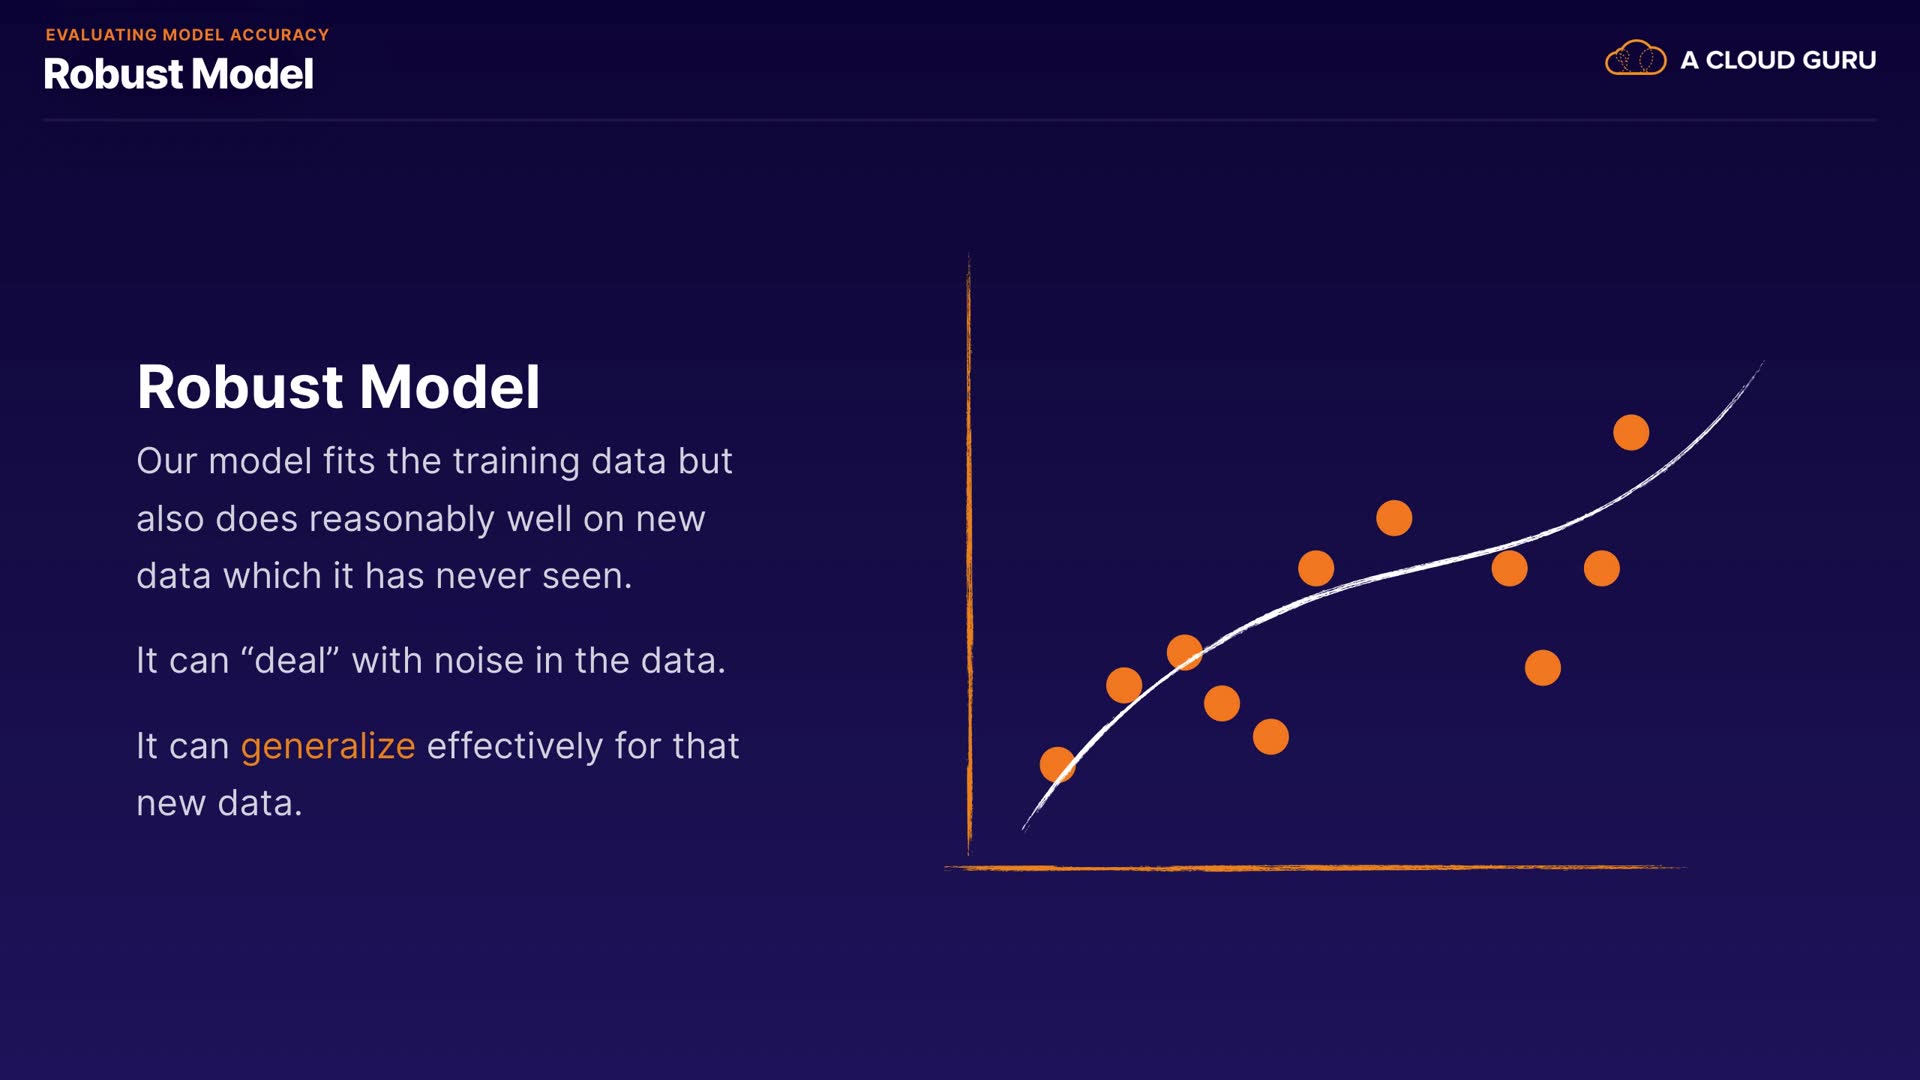 EVALUATING MODEL ACCURACY
Robust Model
A CLOUD GURU
Robust Model
Our model fits the training data but
also does reasonably well on new
data which it has never seen.
It can “deal” with noise in the data.
It can generalize effectively for that
new data.